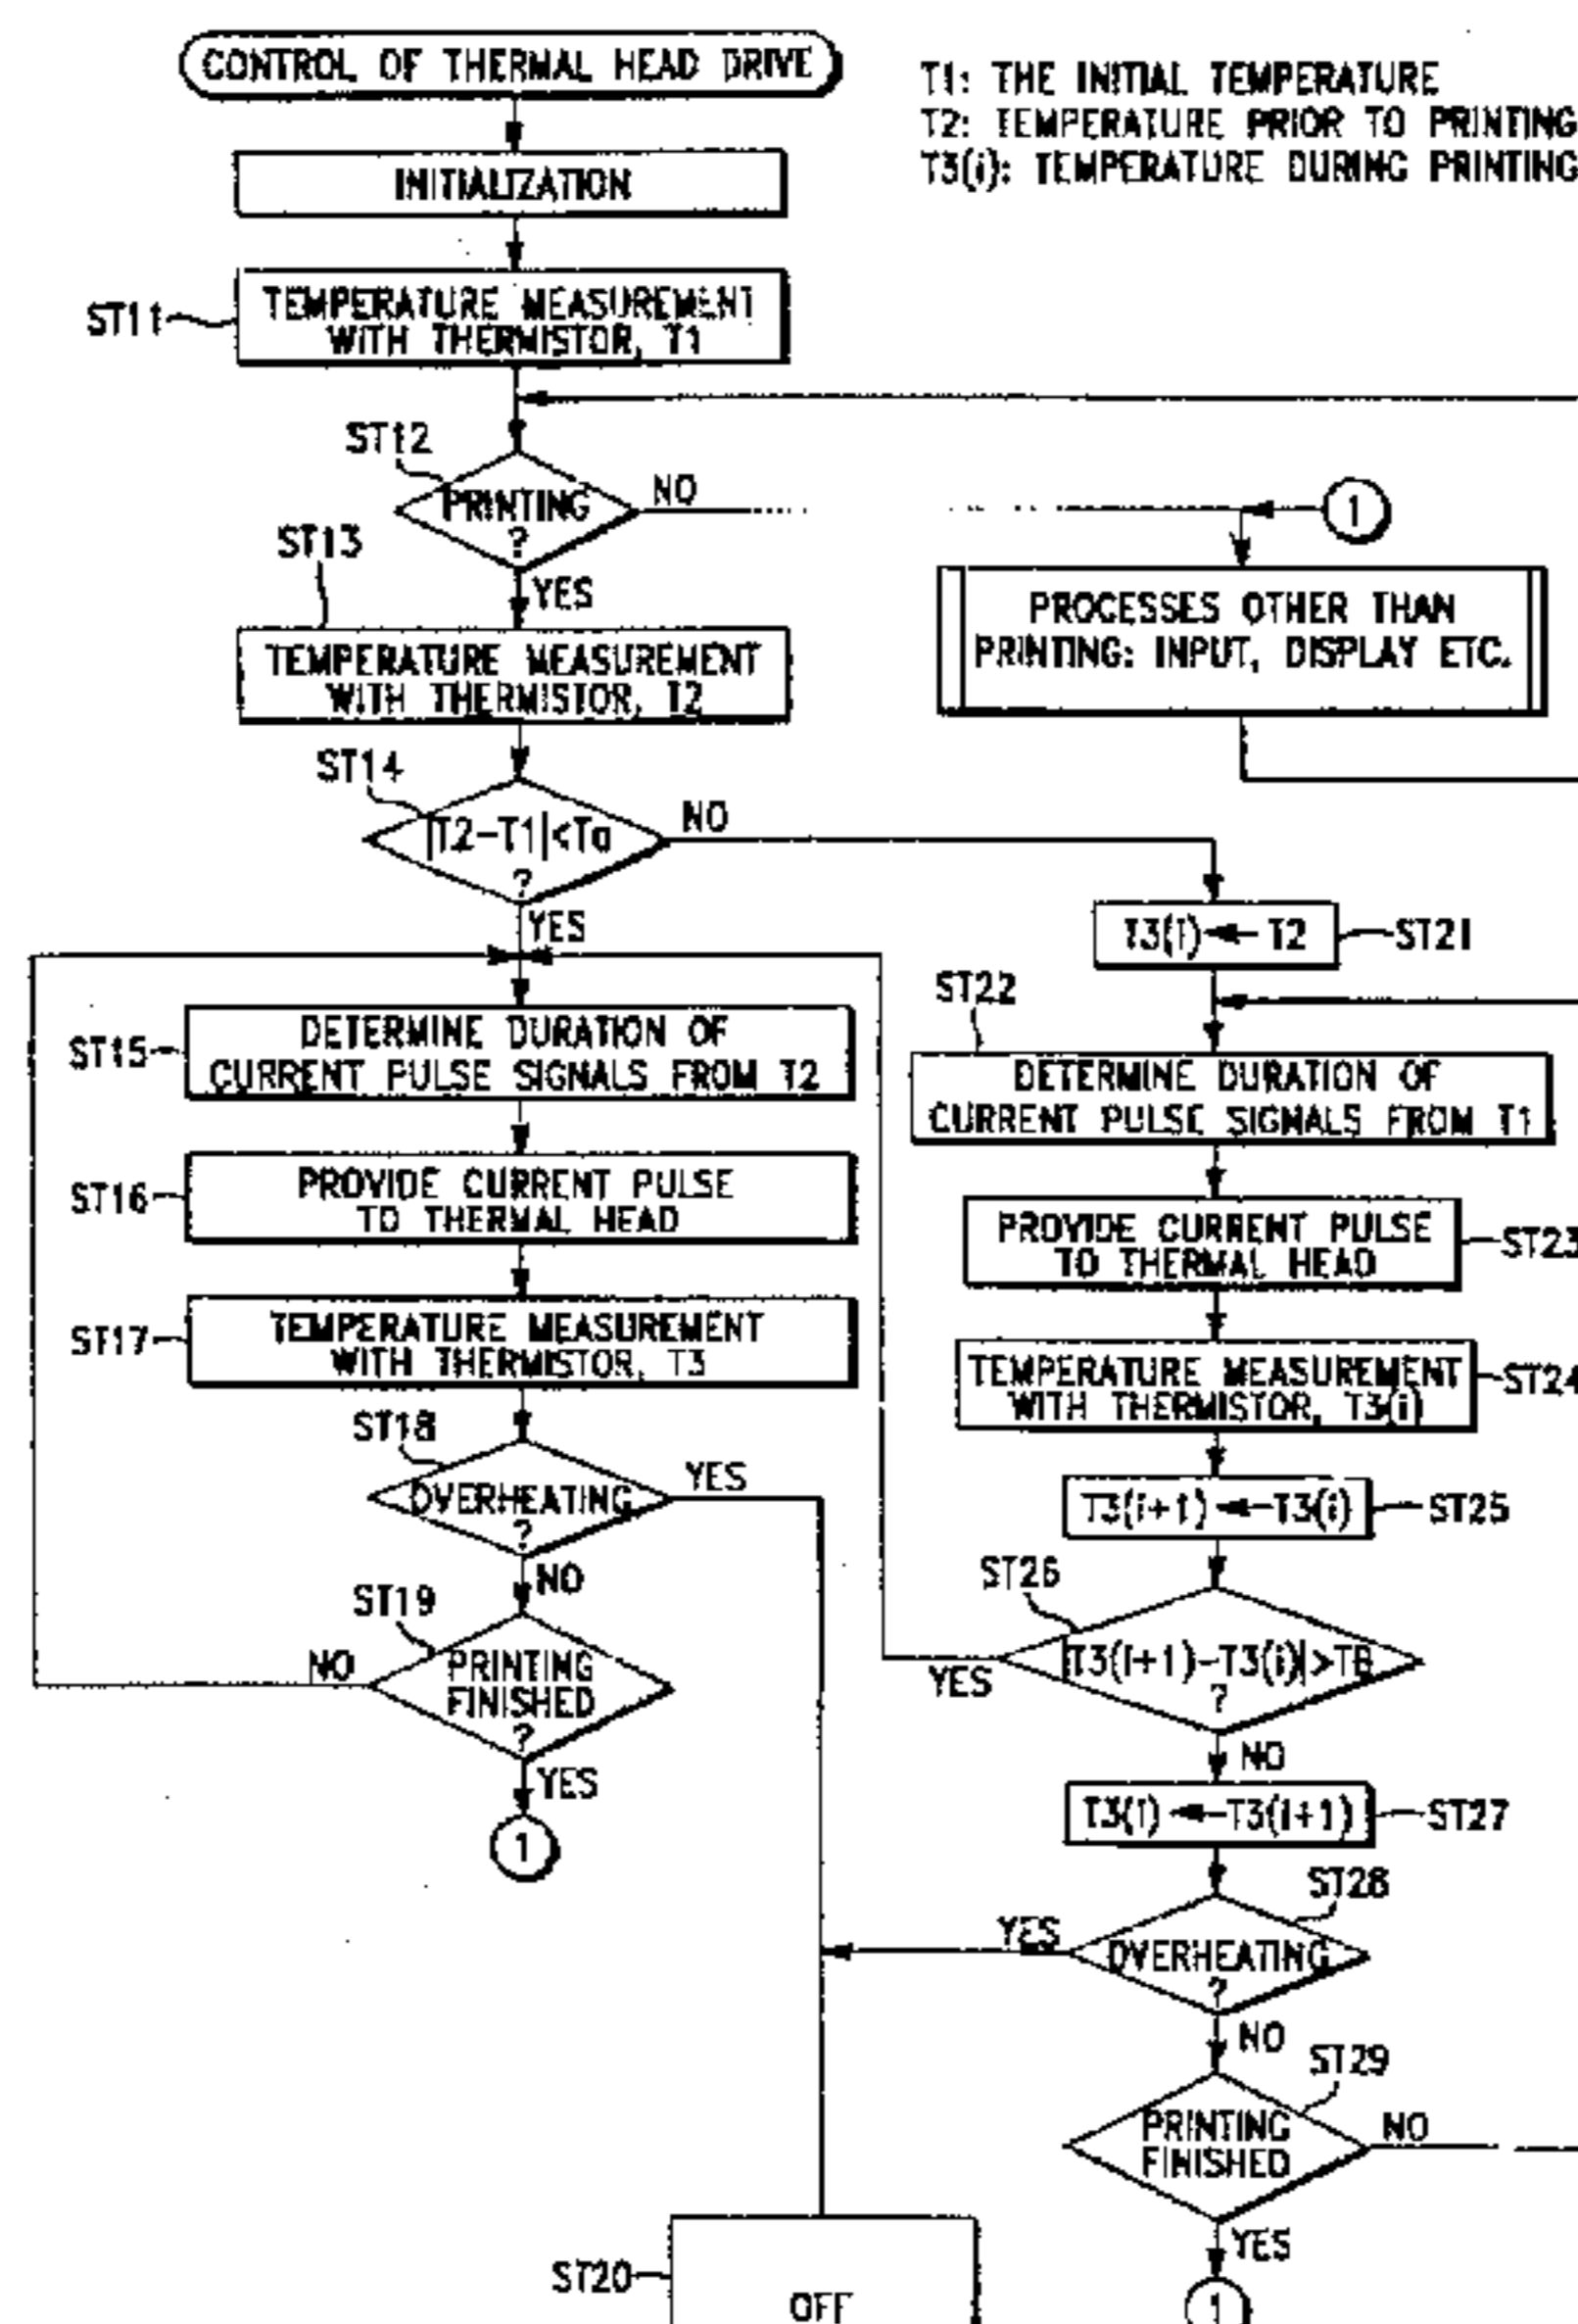 CONTROL OF THERMAL HEAD DRIVE
T1: THE INITIAL TEMPERATURE
T2: TEMPERATURE PRIOR TO PRINTING
T3(i): TEMPERATURE DURING PRINTING
INITIALIZATION
ST11
TEMPERATURE MEASUREMENT
WITH THERMISTOR, T1
ST12
PRINTING
?
NO
YES
1
PROCESSES OTHER THAN
PRINTING: INPUT, DISPLAY ETC.
ST13
TEMPERATURE MEASUREMENT
WITH THERMISTOR, T2
ST14
|T2-T1|<Ta
?
NO
YES
ST15
DETERMINE DURATION OF
CURRENT PULSE SIGNALS FROM T2
ST16
PROVIDE CURRENT PULSE
TO THERMAL HEAD
ST17
TEMPERATURE MEASUREMENT
WITH THERMISTOR, T3
ST18
OVERHEATING
?
YES
NO
ST19
PRINTING
FINISHED
?
NO
YES
1
T3(i) ← T2
ST21
ST22
DETERMINE DURATION OF
CURRENT PULSE SIGNALS FROM T1
PROVIDE CURRENT PULSE
TO THERMAL HEAD
ST23
TEMPERATURE MEASUREMENT
WITH THERMISTOR, T3(i)
ST24
T3(i+1) ← T3(i)
ST25
ST26
|T3(i+1)-T3(i)|>TB
?
YES
NO
T3(i) ← T3(i+1)
ST27
ST28
OVERHEATING
?
YES
NO
ST29
PRINTING
FINISHED
NO
YES
1
ST20
OFF